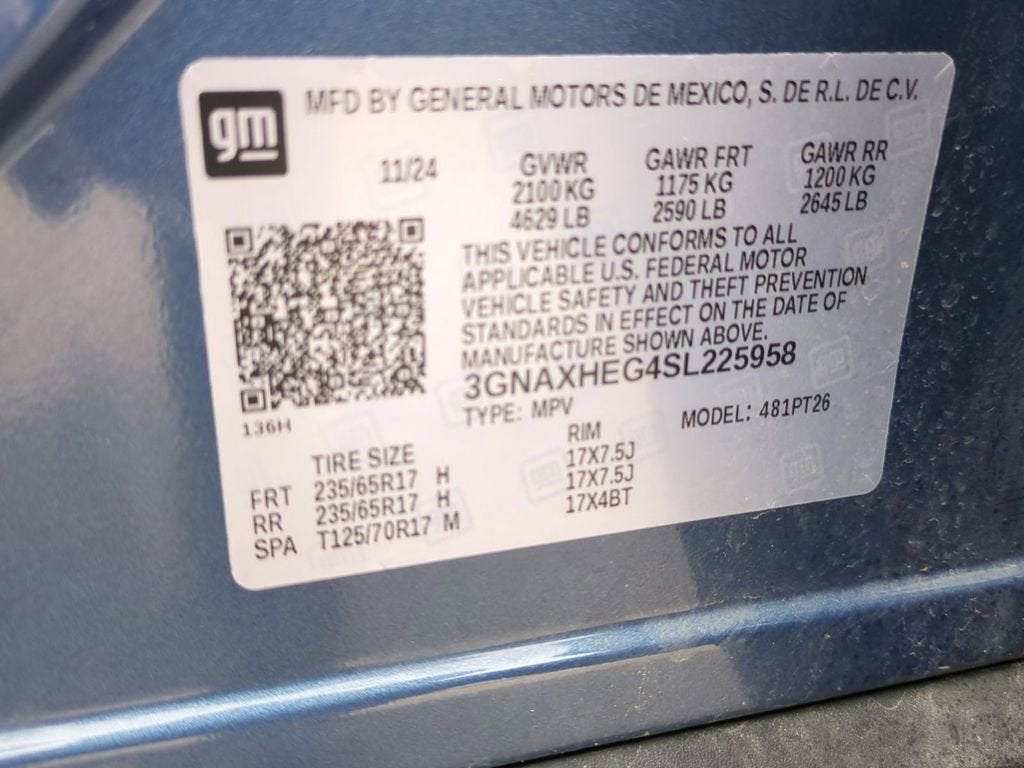 gm
MFD BY GENERAL MOTORS DE MEXICO, S. DE R.L. DE C.V.
11/24 GVWR GAWR FRT GAWR RR
2100 KG 1175 KG 1200 KG
4629 LB 2590 LB 2645 LB
THIS VEHICLE CONFORMS TO ALL
APPLICABLE U.S. FEDERAL MOTOR
VEHICLE SAFETY AND THEFT PREVENTION
STANDARDS IN EFFECT ON THE DATE OF
MANUFACTURE SHOWN ABOVE.
3GNAXHEG4SL225958
TYPE: MPV MODEL: 481PT26
136H
TIRE SIZE RIM
FRT 235/65R17 H 17X7.5J
RR 235/65R17 H 17X7.5J
SPA T125/70R17 M 17X4BT